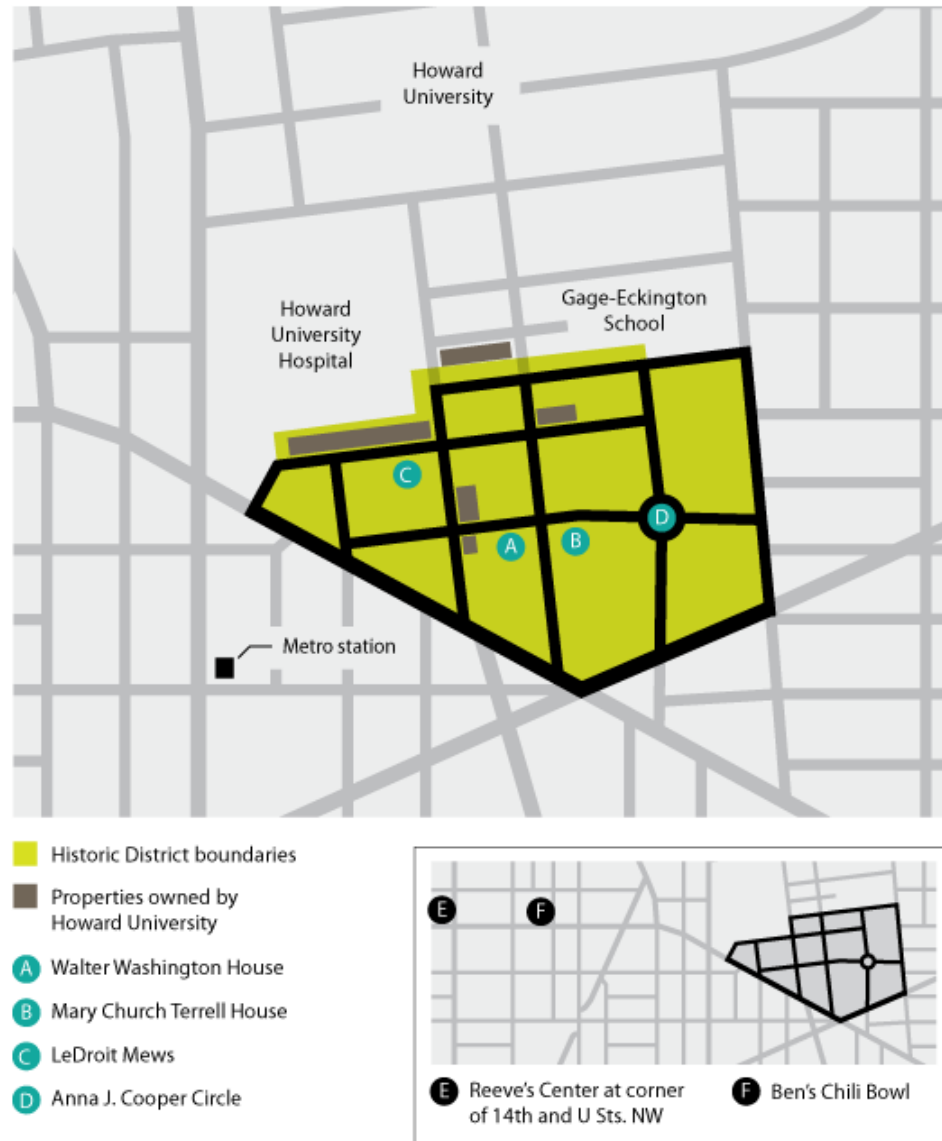 Howard
University
Howard
University
Hospital
Gage-Eckington
School
C
D
A
B
Metro station
Historic District boundaries
Properties owned by
Howard University
A Walter Washington House
B Mary Church Terrell House
C LeDroit Mews
D Anna J. Cooper Circle
E
F
E Reeve's Center at corner
of 14th and U Sts. NW
F Ben's Chili Bowl